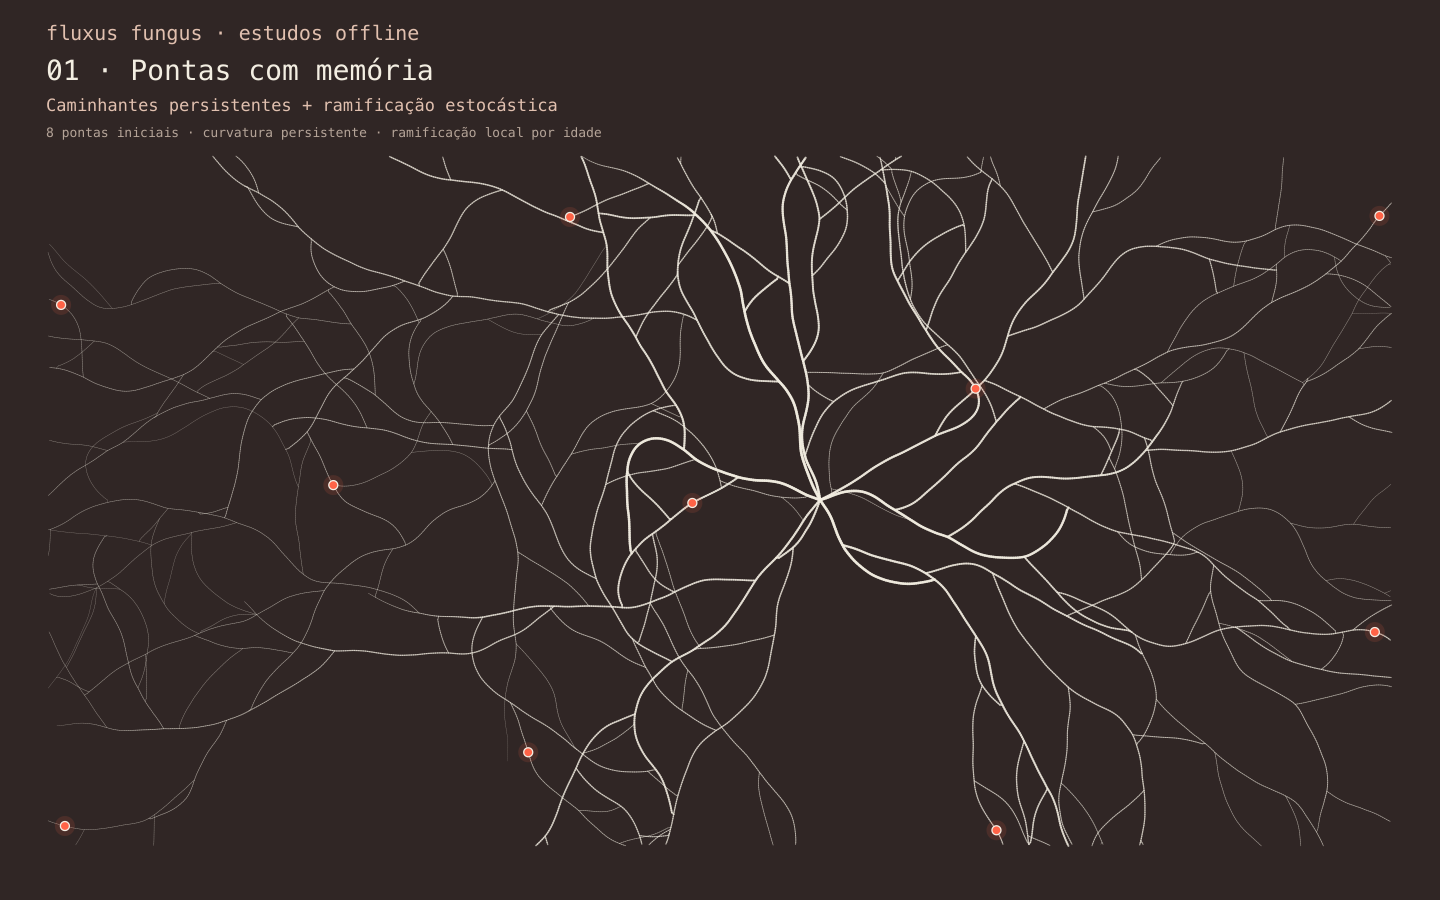 fluxus fungus · estudos offline
01 · Pontas com memória
Caminhantes persistentes + ramificação estocástica
8 pontas iniciais · curvatura persistente · ramificação local por idade